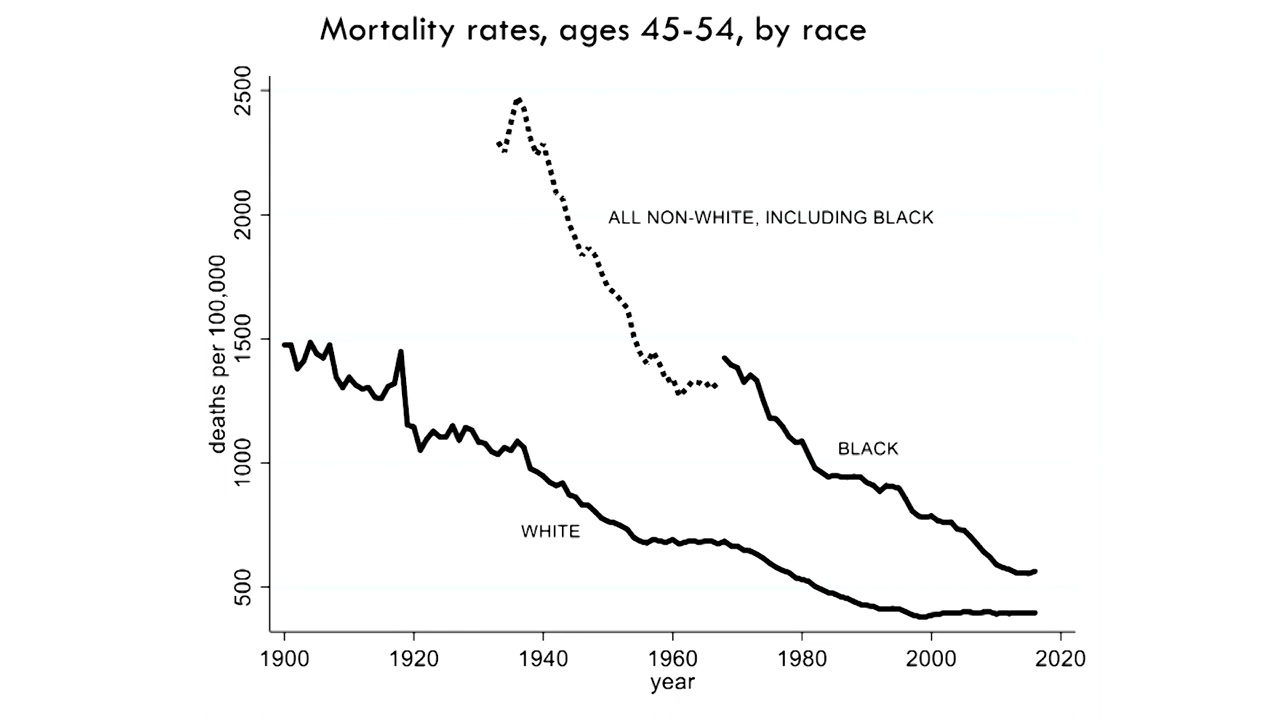 Mortality rates, ages 45-54, by race
deaths per 100,000
2500
2000
1500
1000
500
ALL NON-WHITE, INCLUDING BLACK
BLACK
WHITE
1900 1920 1940 1960 1980 2000 2020
year